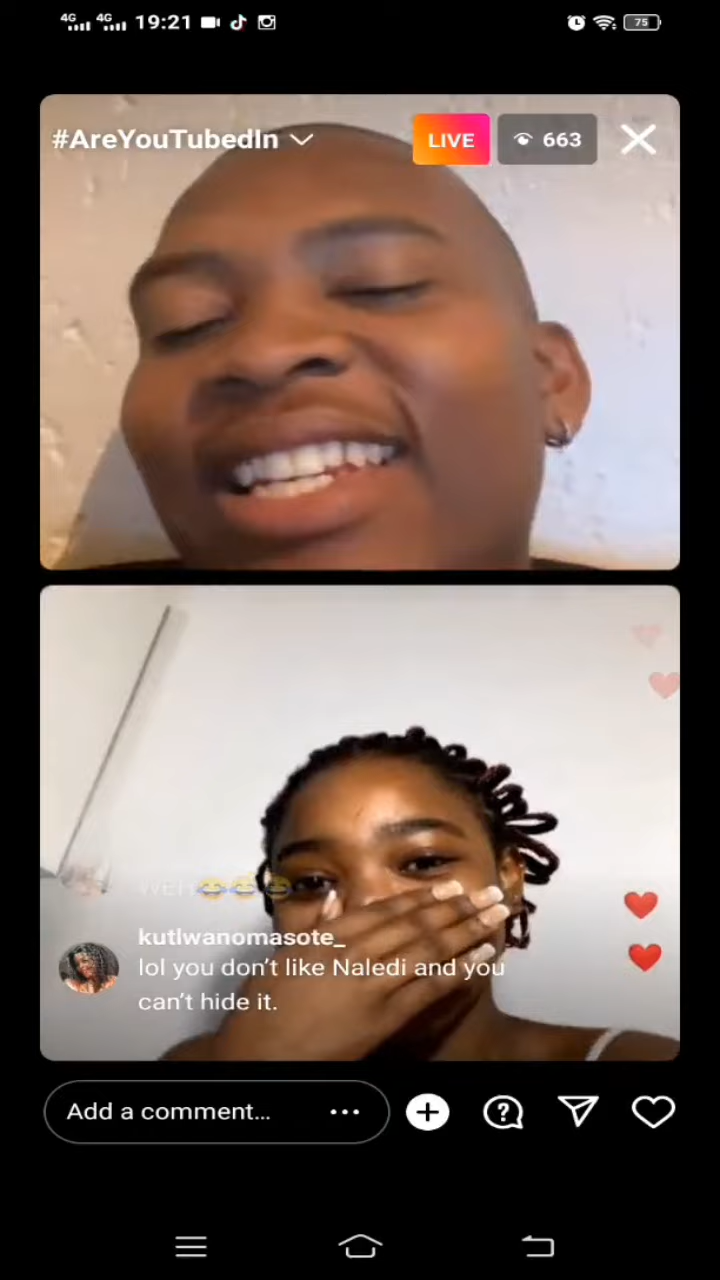 4G 4G 19:21 75
#AreYouTubedIn LIVE 663
kutlwanomasote_
lol you don't like Naledi and you
can't hide it.
Add a comment...